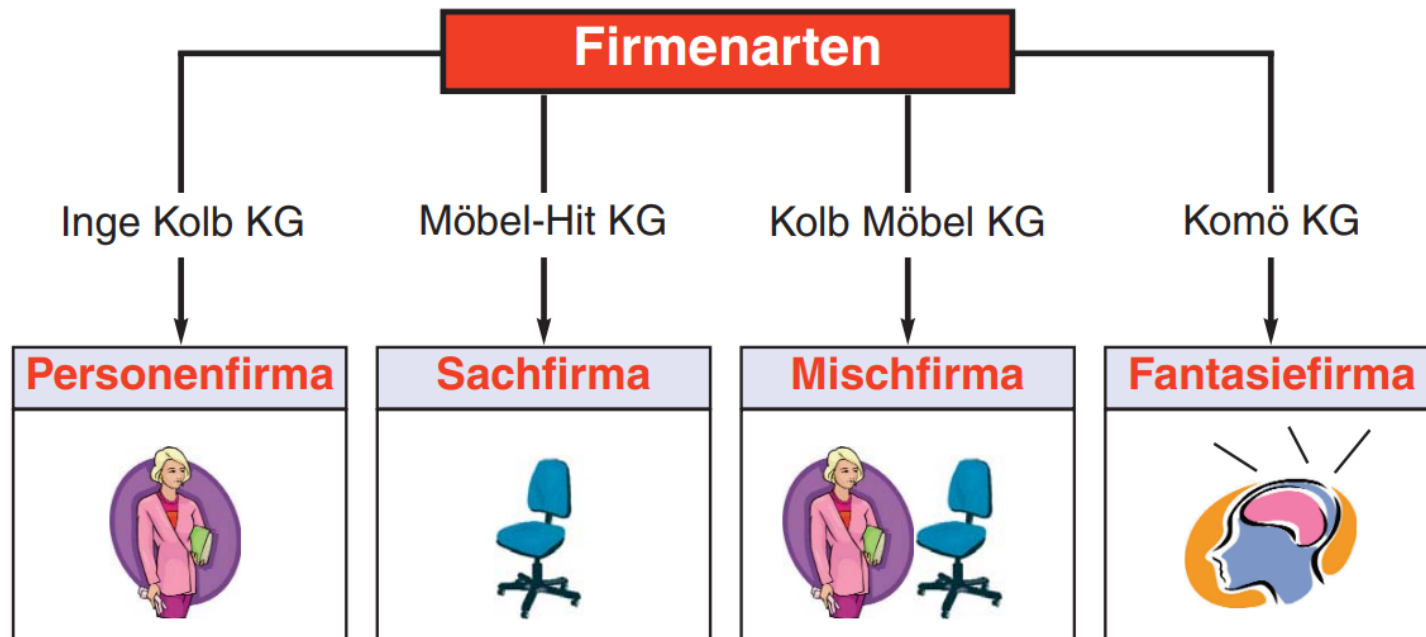 Firmenarten
Inge Kolb KG
Möbel-Hit KG
Kolb Möbel KG
Komö KG
Personenfirma
Sachfirma
Mischfirma
Fantasiefirma